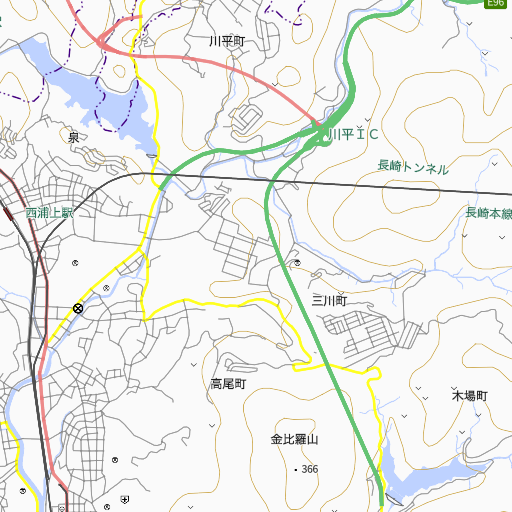 E96
川平町
川平ＩＣ
泉
長崎トンネル
西浦上駅
長崎本線
三川町
高尾町
木場町
金比羅山
366